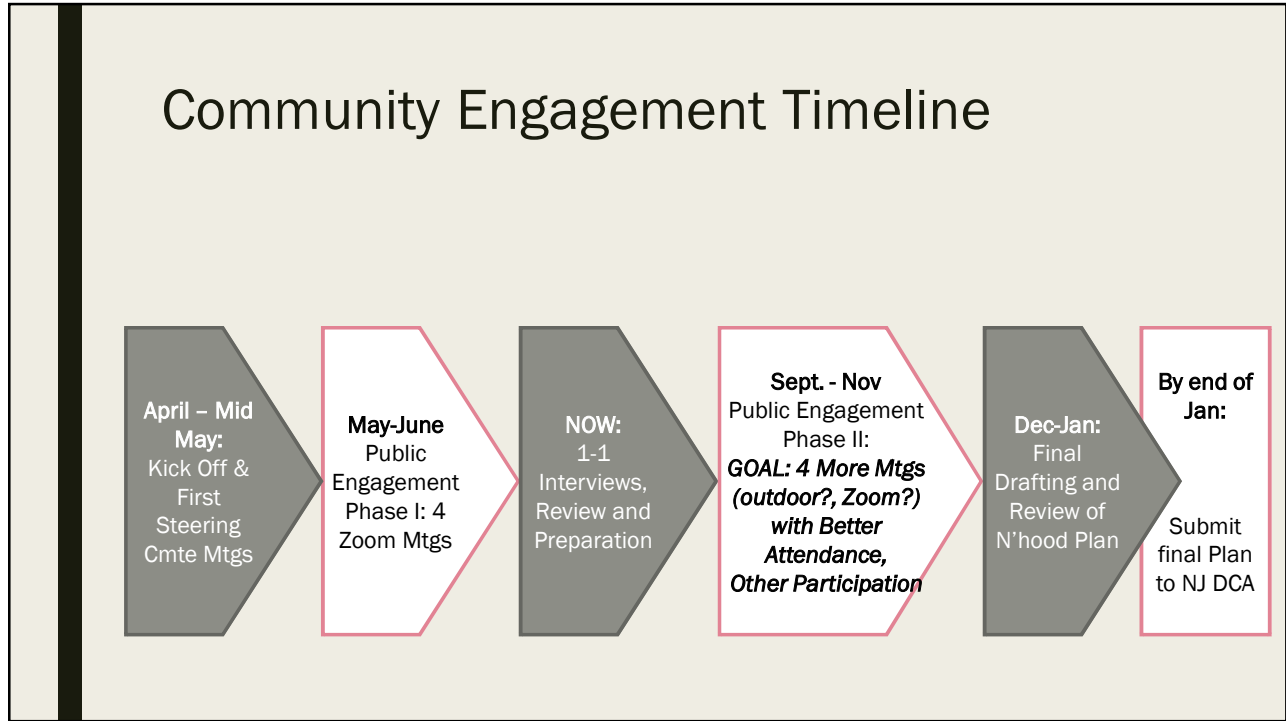 Community Engagement Timeline
April – Mid
May:
Kick Off &
First
Steering
Cmte Mtgs
May-June
Public
Engagement
Phase I: 4
Zoom Mtgs
NOW:
1-1
Interviews,
Review and
Preparation
Sept. - Nov
Public Engagement
Phase II:
GOAL: 4 More Mtgs
(outdoor?, Zoom?)
with Better
Attendance,
Other Participation
Dec-Jan:
Final
Drafting and
Review of
N’hood Plan
By end of
Jan:
Submit
final Plan
to NJ DCA